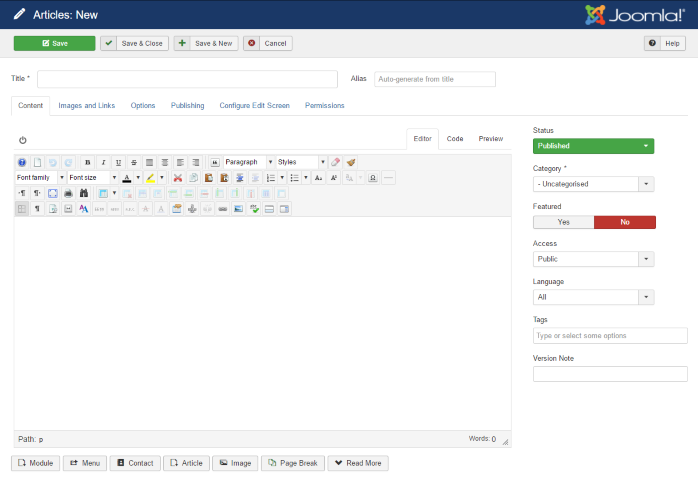 Articles: New
Joomla!®
Save
Save & Close
Save & New
Cancel
Help
Title *
Alias
Auto-generate from title
Content
Images and Links
Options
Publishing
Configure Edit Screen
Permissions
Editor
Code
Preview
Paragraph
Styles
Font family
Font size
Path: p
Words: 0
Module
Menu
Contact
Article
Image
Page Break
Read More
Status
Published
Category *
- Uncategorised
Featured
Yes
No
Access
Public
Language
All
Tags
Type or select some options
Version Note